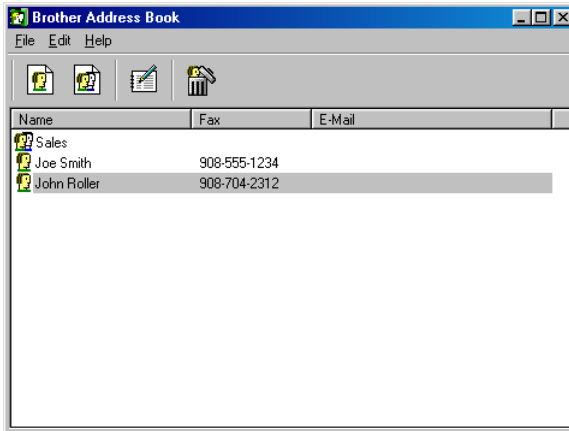 Brother Address Book
File Edit Help
Name Fax E-Mail
Sales
Joe Smith 908-555-1234
John Roller 908-704-2312